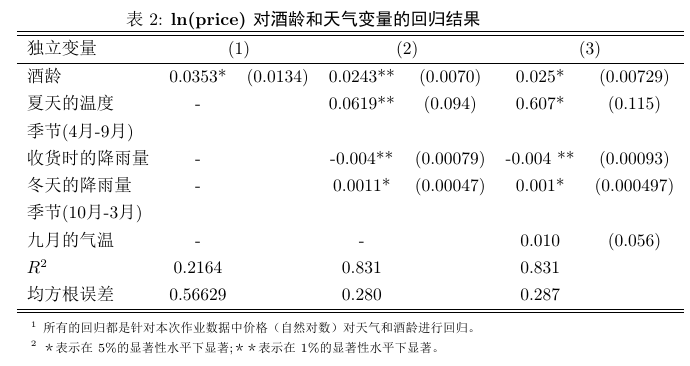 表 2: ln(price) 对酒龄和天气变量的回归结果
独立变量 (1) (2) (3)
酒龄 0.0353* (0.0134) 0.0243** (0.0070) 0.025* (0.00729)
夏天的温度 - 0.0619** (0.094) 0.607* (0.115)
季节(4月-9月)
收货时的降雨量 - -0.004** (0.00079) -0.004 ** (0.00093)
冬天的降雨量 - 0.0011* (0.00047) 0.001* (0.000497)
季节(10月-3月)
九月的气温 - - 0.010 (0.056)
R² 0.2164 0.831 0.831
均方根误差 0.56629 0.280 0.287
¹ 所有的回归都是针对本次作业数据中价格（自然对数）对天气和酒龄进行回归。
² ＊表示在 5%的显著性水平下显著;＊＊表示在 1%的显著性水平下显著。